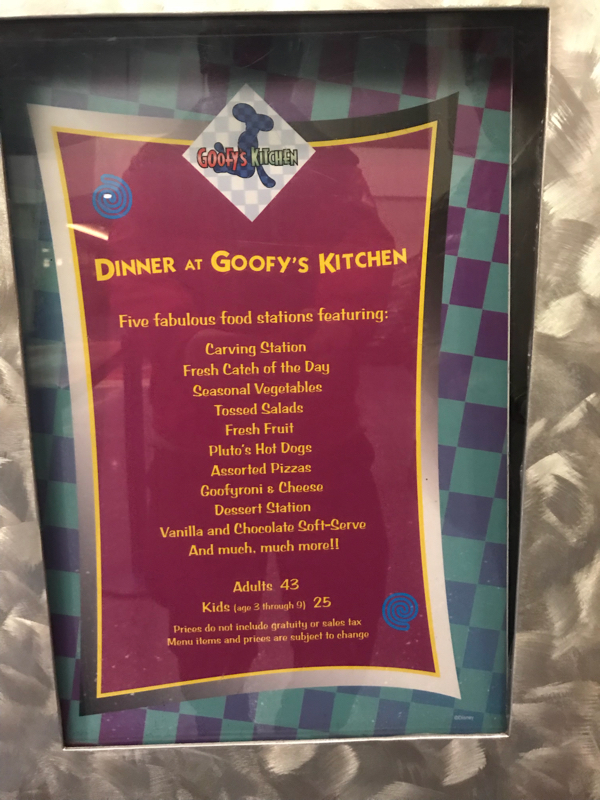 GOOFY'S KITCHEN
DINNER AT GOOFY'S KITCHEN
Five fabulous food stations featuring:
Carving Station
Fresh Catch of the Day
Seasonal Vegetables
Tossed Salads
Fresh Fruit
Pluto's Hot Dogs
Assorted Pizzas
Goofyroni & Cheese
Dessert Station
Vanilla and Chocolate Soft-Serve
And much, much more!!
Adults 43
Kids (age 3 through 9) 25
Prices do not include gratuity or sales tax
Menu items and prices are subject to change
©Disney